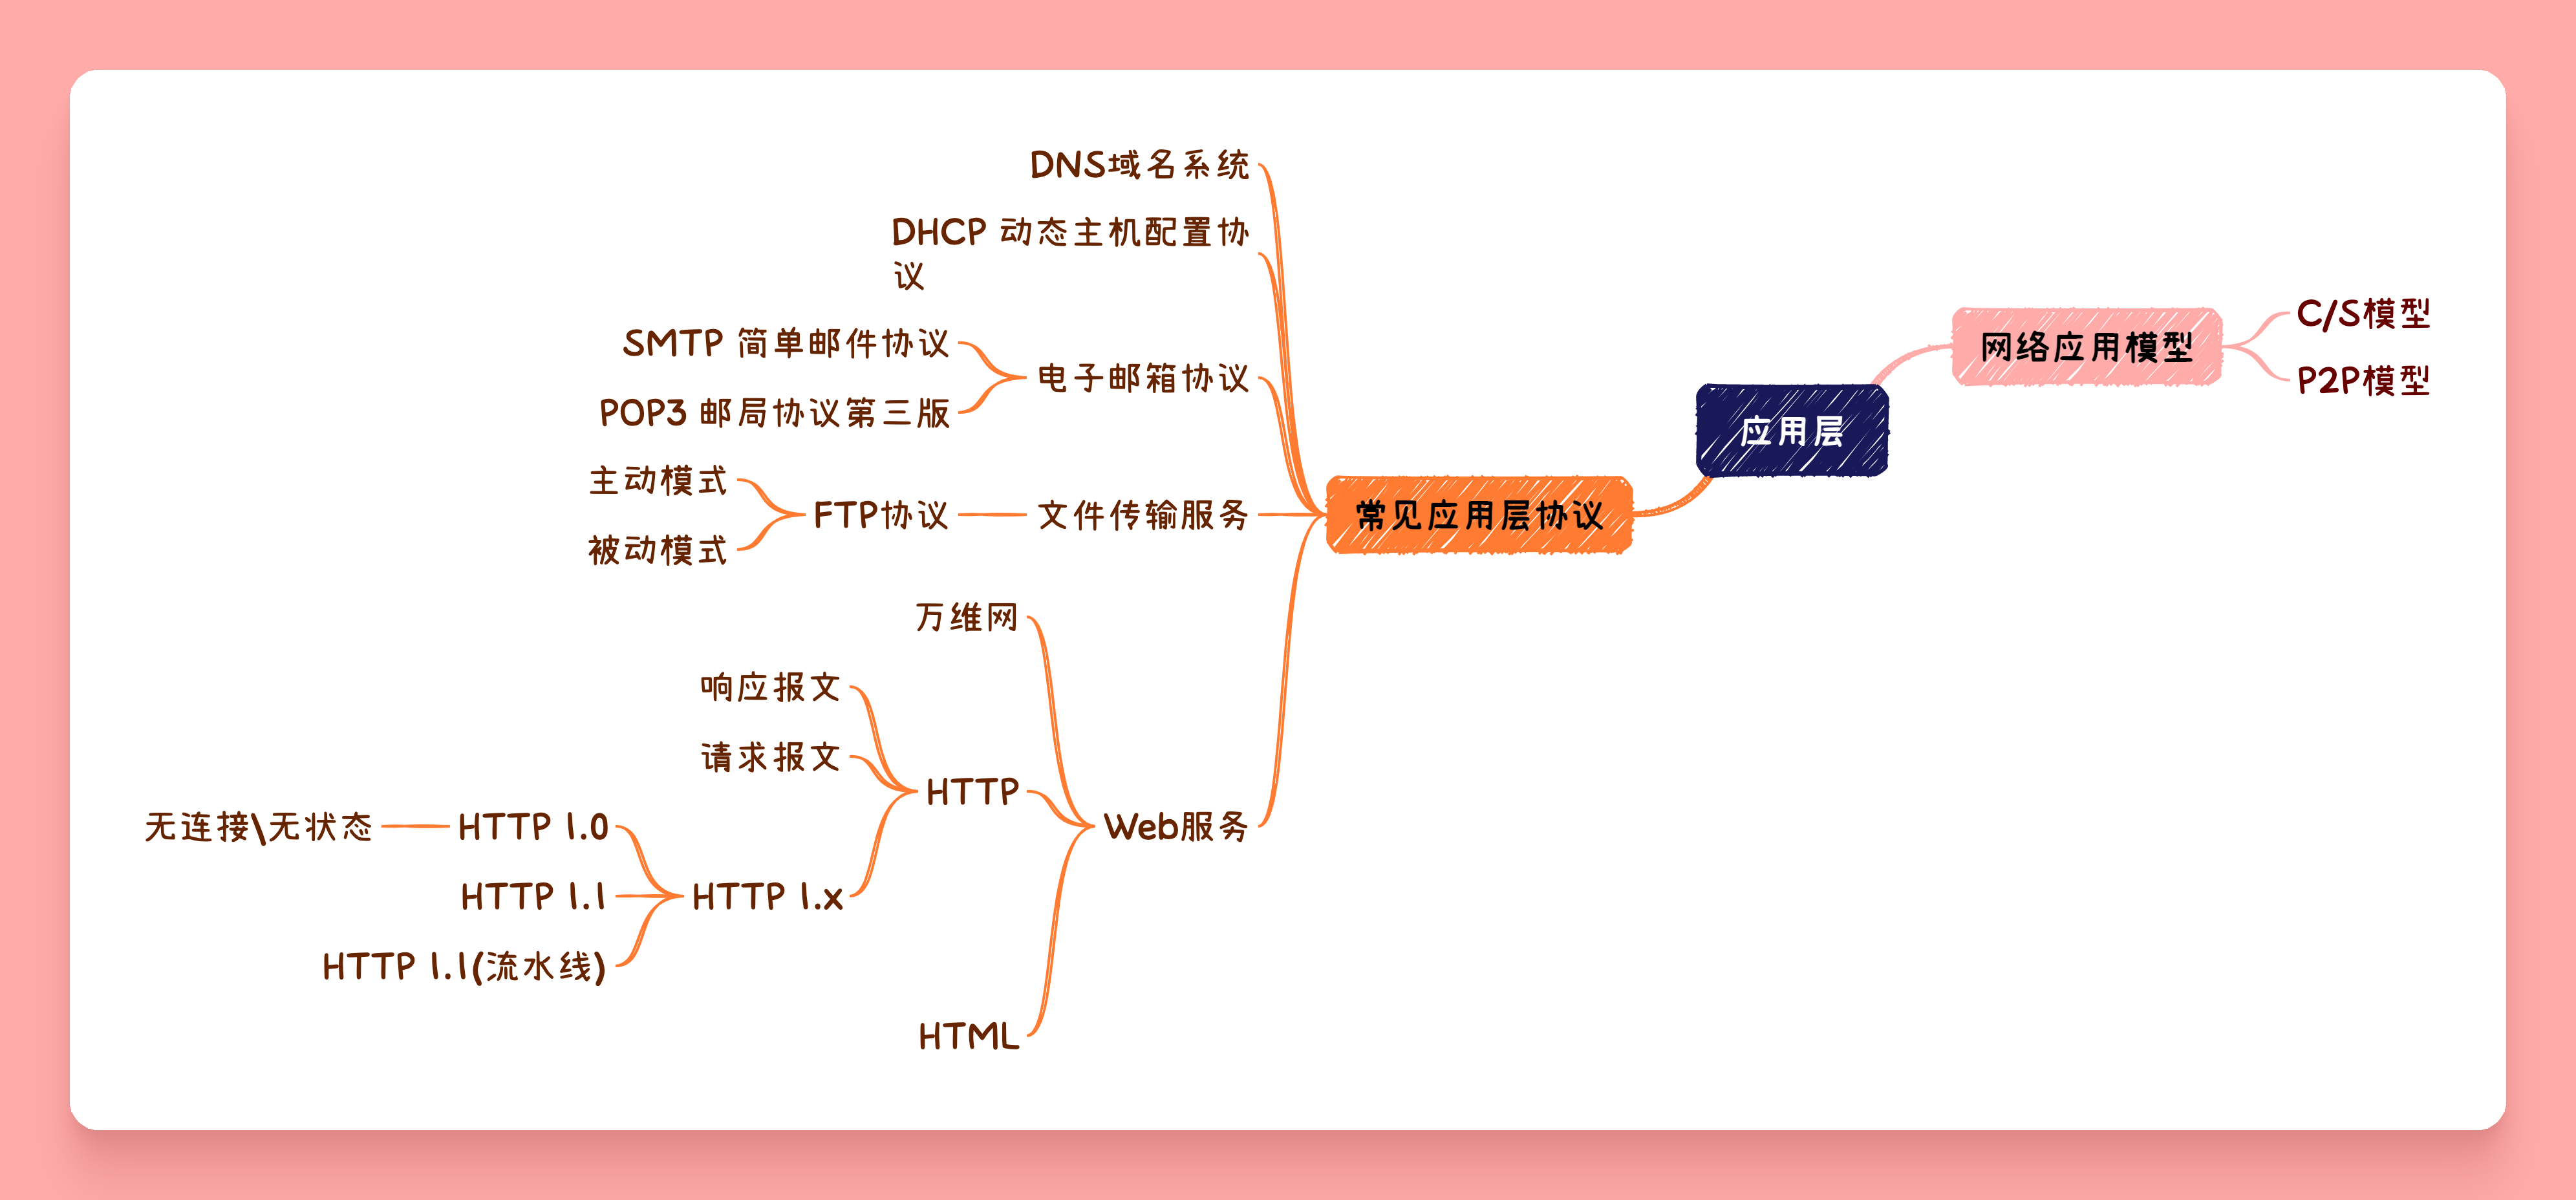 DNS域名系统
DHCP 动态主机配置协
议
SMTP 简单邮件协议
电子邮箱协议
POP3 邮局协议第三版
主动模式
FTP协议
文件传输服务
被动模式
常见应用层协议
应用层
网络应用模型
C/S模型
P2P模型
万维网
响应报文
请求报文
HTTP
Web服务
无连接\无状态
HTTP 1.0
HTTP 1.1
HTTP 1.x
HTTP 1.1(流水线)
HTML